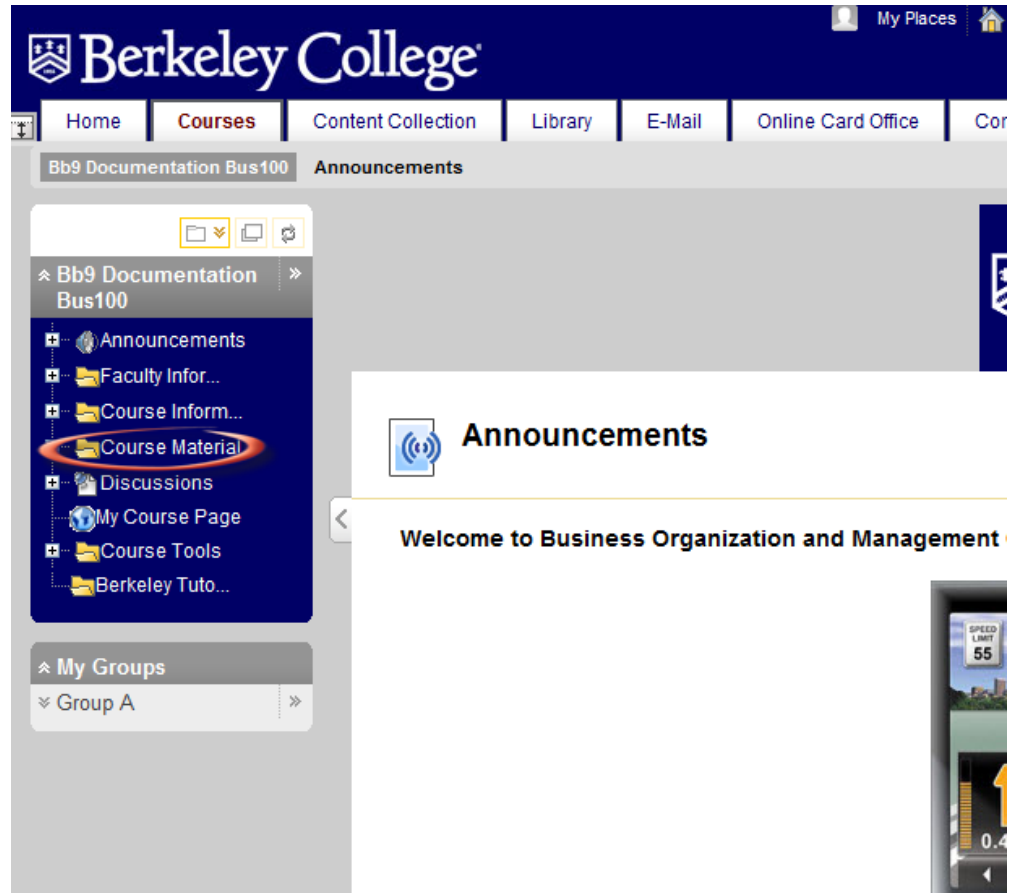 My Places
Berkeley College
Home Courses Content Collection Library E-Mail Online Card Office
Bb9 Documentation Bus100 Announcements
Bb9 Documentation
Bus100
Announcements
Faculty Infor...
Course Inform...
Course Material
Discussions
My Course Page
Course Tools
Berkeley Tuto...
My Groups
Group A
Announcements
Welcome to Business Organization and Management
SPEED
LIMIT
55
0.4